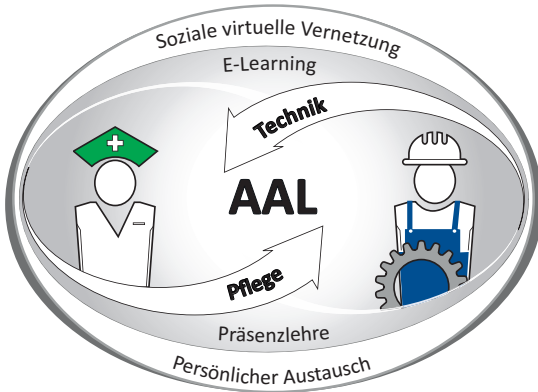 Soziale virtuelle Vernetzung
E-Learning
Technik
AAL
Pflege
Präsenzlehre
Persönlicher Austausch